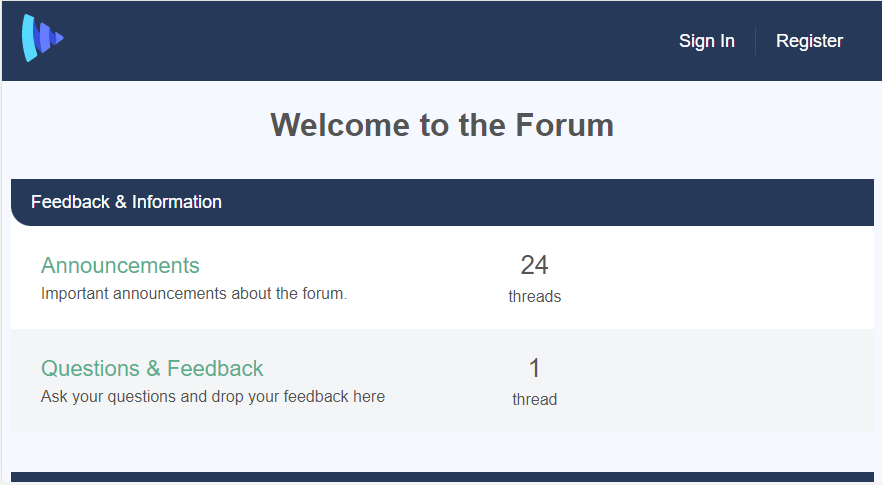 Sign In
Register
Welcome to the Forum
Feedback & Information
Announcements
24
Important announcements about the forum.
threads
Questions & Feedback
1
Ask your questions and drop your feedback here
thread